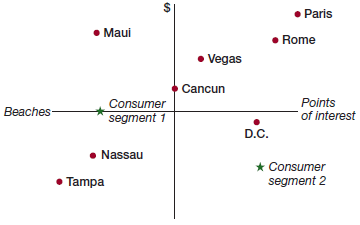 $
Paris
Maui
Rome
Vegas
Cancun
Beaches
Consumer
segment 1
Points
of interest
D.C.
Nassau
Consumer
segment 2
Tampa